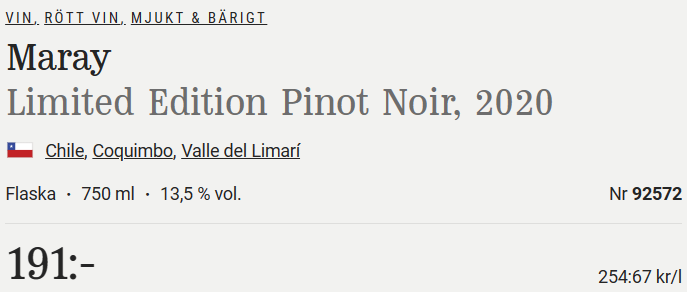 VIN, RÖTT VIN, MJUKT & BÄRIGT
Maray
Limited Edition Pinot Noir, 2020
Chile, Coquimbo, Valle del Limarí
Flaska • 750 ml • 13,5 % vol. Nr 92572
191:- 254:67 kr/l